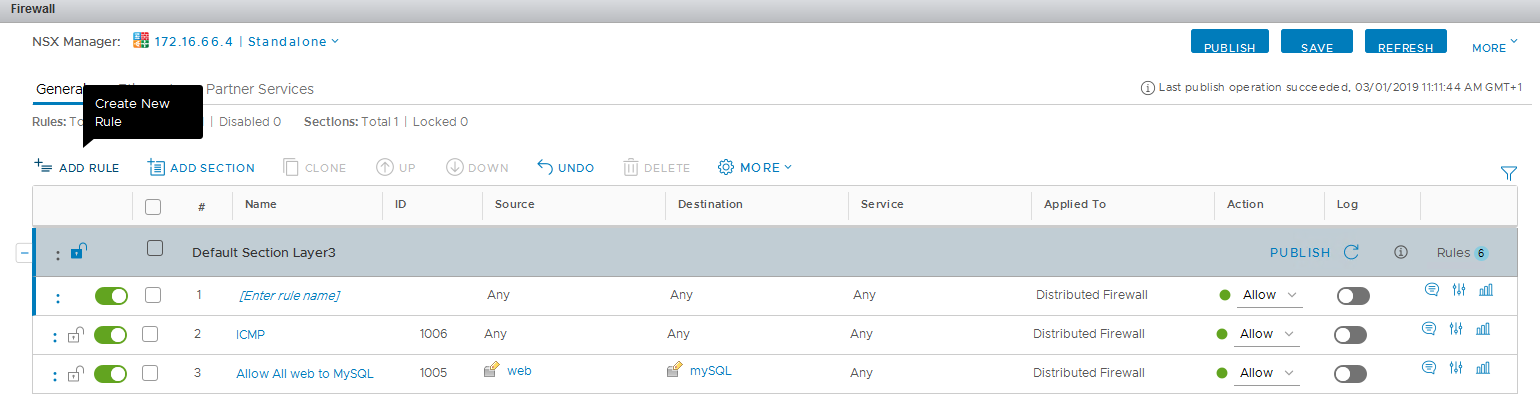 Firewall
NSX Manager: 172.16.66.4 | Standalone
PUBLISH SAVE REFRESH MORE
General Partner Services
Last publish operation succeeded, 03/01/2019 11:11:44 AM GMT+1
Create New
Rule
Rules: | Disabled 0 Sections: Total 1 | Locked 0
ADD RULE ADD SECTION CLONE UP DOWN UNDO DELETE MORE
# Name ID Source Destination Service Applied To Action Log
Default Section Layer3 PUBLISH Rules 6
1 [Enter rule name] Any Any Any Distributed Firewall Allow
2 ICMP 1006 Any Any Any Distributed Firewall Allow
3 Allow All web to MySQL 1005 web mySQL Any Distributed Firewall Allow